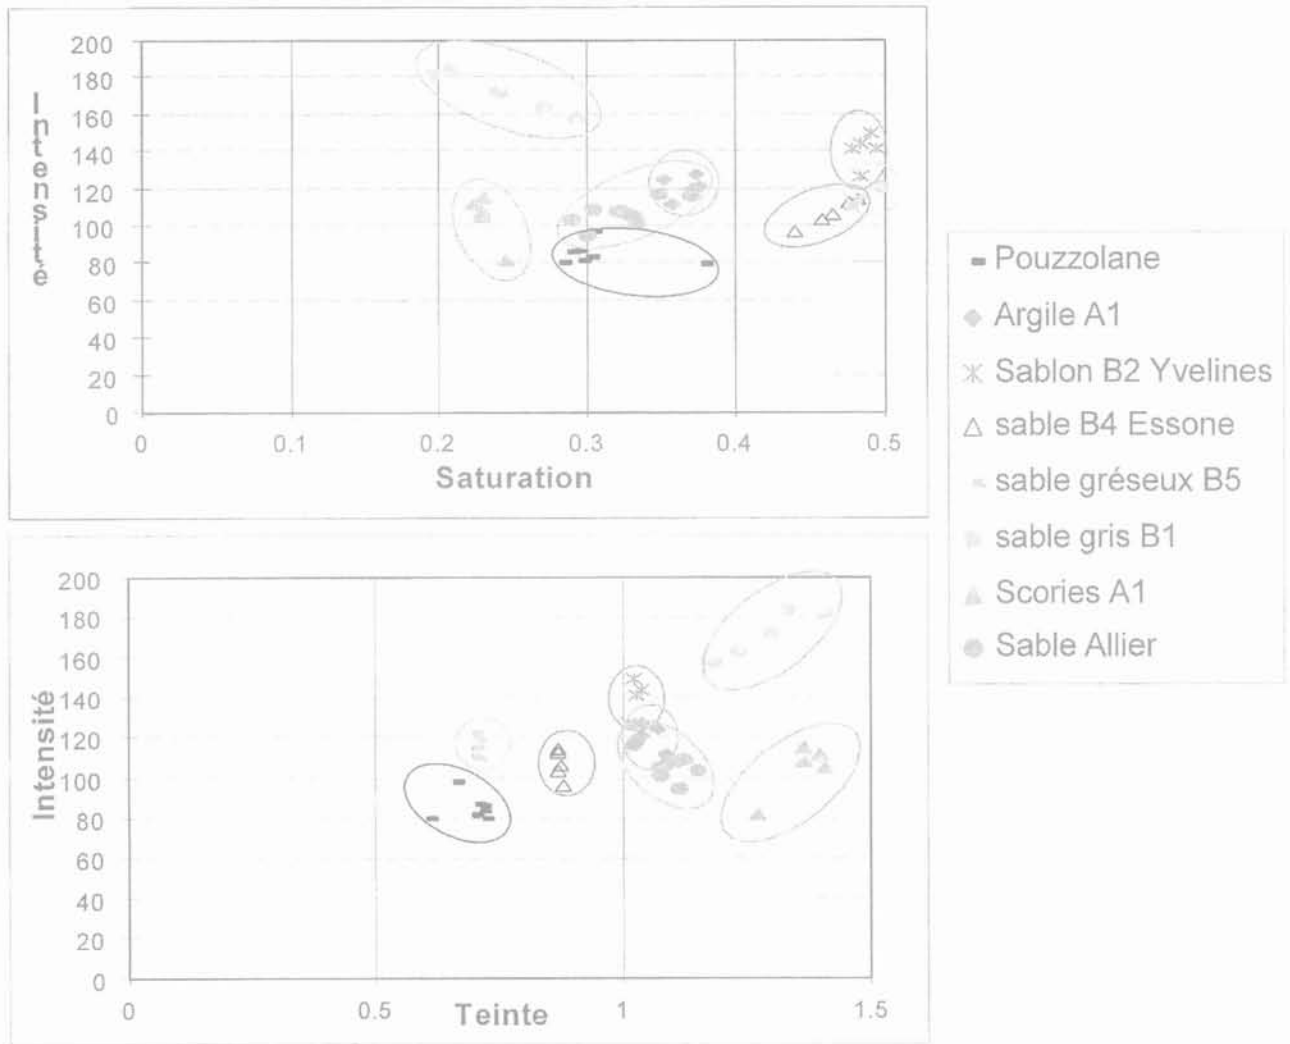 200
180
160
140
120
100
80
60
40
20
0
Intensité
0 0.1 0.2 0.3 0.4 0.5
Saturation
200
180
160
140
120
100
80
60
40
20
0
Intensité
0 0.5 1 1.5
Teinte
Pouzzolane
Argile A1
Sablon B2 Yvelines
sable B4 Essone
sable gréseux B5
sable gris B1
Scories A1
Sable Allier